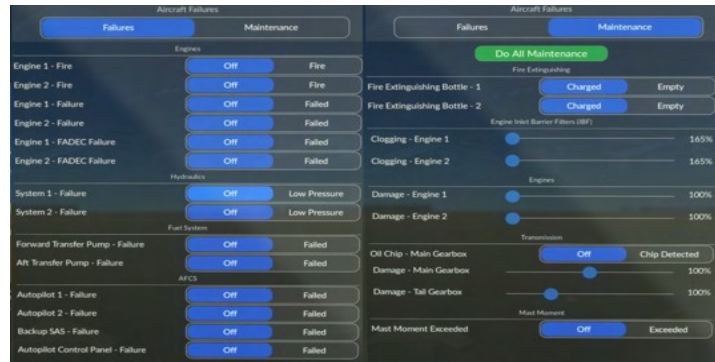 Aircraft Failures
Failures Maintenance
Engines
Engine 1 - Fire Off Fire
Engine 2 - Fire Off Fire
Engine 1 - Failure Off Failed
Engine 2 - Failure Off Failed
Engine 1 - FADEC Failure Off Failed
Engine 2 - FADEC Failure Off Failed
Hydraulics
System 1 - Failure Off Low Pressure
System 2 - Failure Off Low Pressure
Fuel System
Forward Transfer Pump - Failure Off Failed
Aft Transfer Pump - Failure Off Failed
AFCS
Autopilot 1 - Failure Off Failed
Autopilot 2 - Failure Off Failed
Backup SAS - Failure Off Failed
Autopilot Control Panel - Failure Off Failed
Aircraft Failures
Failures Maintenance
Do All Maintenance
Fire Extinguishing
Fire Extinguishing Bottle - 1 Charged Empty
Fire Extinguishing Bottle - 2 Charged Empty
Engine Inlet Barrier Filters (IBF)
Clogging - Engine 1 165%
Clogging - Engine 2 165%
Engines
Damage - Engine 1 100%
Damage - Engine 2 100%
Transmission
Oil Chip - Main Gearbox Off Chip Detected
Damage - Main Gearbox 100%
Damage - Tail Gearbox 100%
Mast Moment
Mast Moment Exceeded Off Exceeded